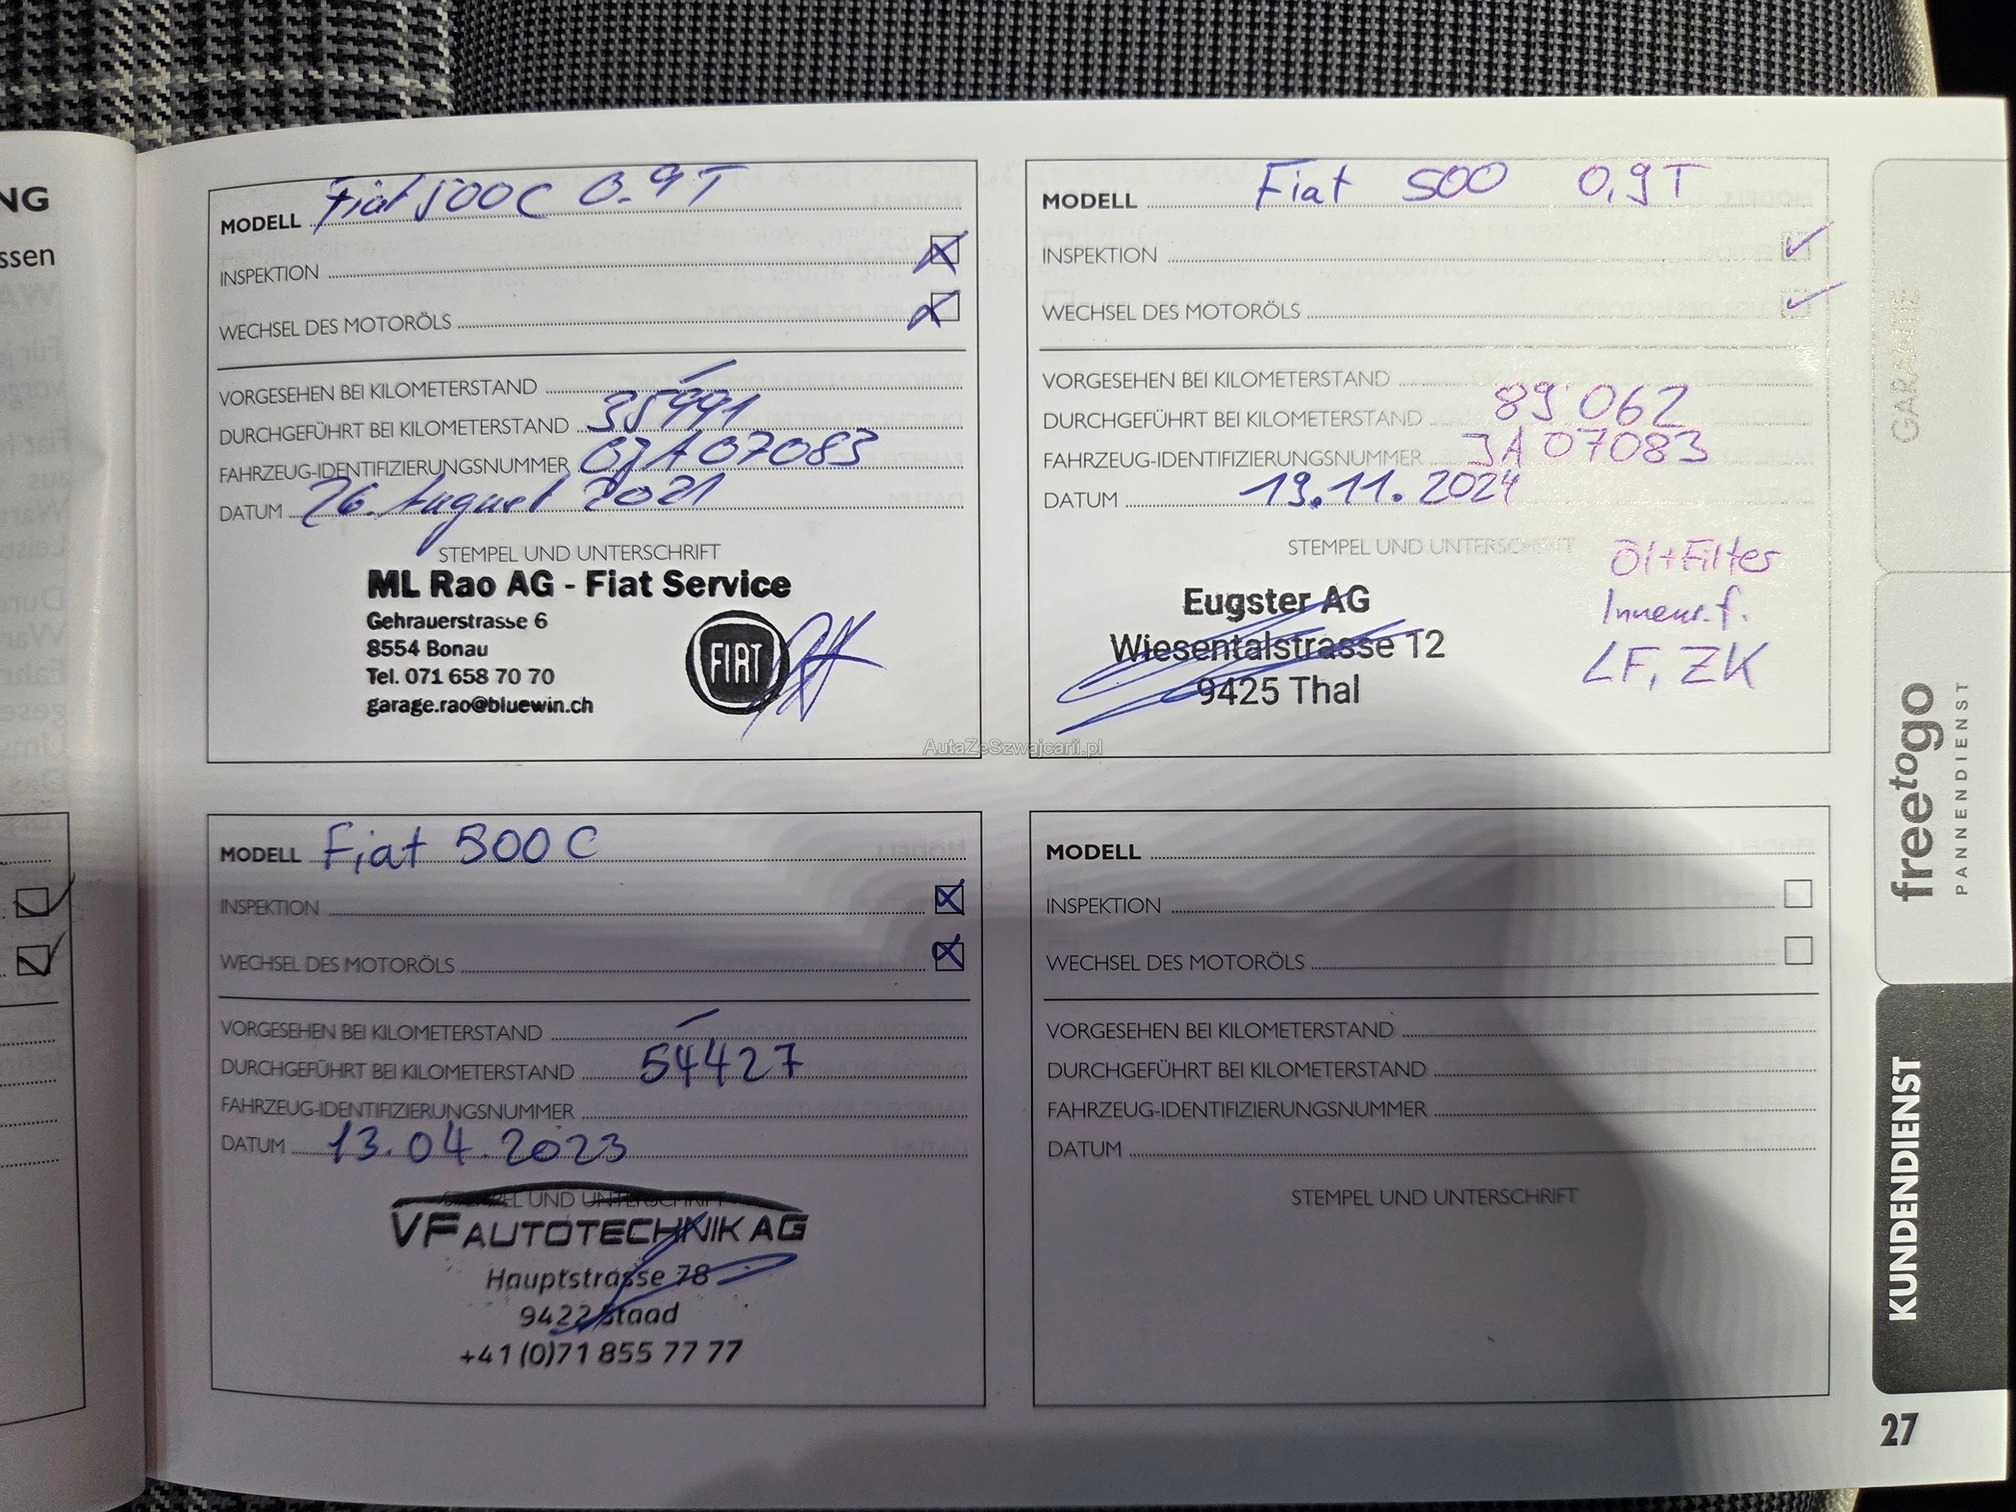 NG
ssen
MODELL Fiat 500C 0.9T
INSPEKTION
WECHSEL DES MOTORÖLS
VORGESEHEN BEI KILOMETERSTAND –
DURCHGEFÜHRT BEI KILOMETERSTAND 35991
FAHRZEUG-IDENTIFIZIERUNGSNUMMER 0JA07083
DATUM 26. August 2021
STEMPEL UND UNTERSCHRIFT
ML Rao AG - Fiat Service
Gehrauerstrasse 6
8554 Bonau
Tel. 071 658 70 70
garage.rao@bluewin.ch
FIAT
MODELL Fiat 500 0,9T
INSPEKTION
WECHSEL DES MOTORÖLS
VORGESEHEN BEI KILOMETERSTAND
DURCHGEFÜHRT BEI KILOMETERSTAND 89062
FAHRZEUG-IDENTIFIZIERUNGSNUMMER JA07083
DATUM 19.11.2024
STEMPEL UND UNTERSCHRIFT
Öl+Filter
Innenr.f.
LF, ZK
Eugster AG
Wiesentalstrasse 12
9425 Thal
AutaZeSzwajcarii.pl
MODELL Fiat 500C
INSPEKTION
WECHSEL DES MOTORÖLS
VORGESEHEN BEI KILOMETERSTAND –
DURCHGEFÜHRT BEI KILOMETERSTAND 54427
FAHRZEUG-IDENTIFIZIERUNGSNUMMER
DATUM 13.04.2023
STEMPEL UND UNTERSCHRIFT
VF AUTOTECHNIK AG
Hauptstrasse 78
9422 Staad
+41 (0)71 855 77 77
MODELL
INSPEKTION
WECHSEL DES MOTORÖLS
VORGESEHEN BEI KILOMETERSTAND
DURCHGEFÜHRT BEI KILOMETERSTAND
FAHRZEUG-IDENTIFIZIERUNGSNUMMER
DATUM
STEMPEL UND UNTERSCHRIFT
GARANTIE
freetogo
PANNENDIENST
KUNDENDIENST
27